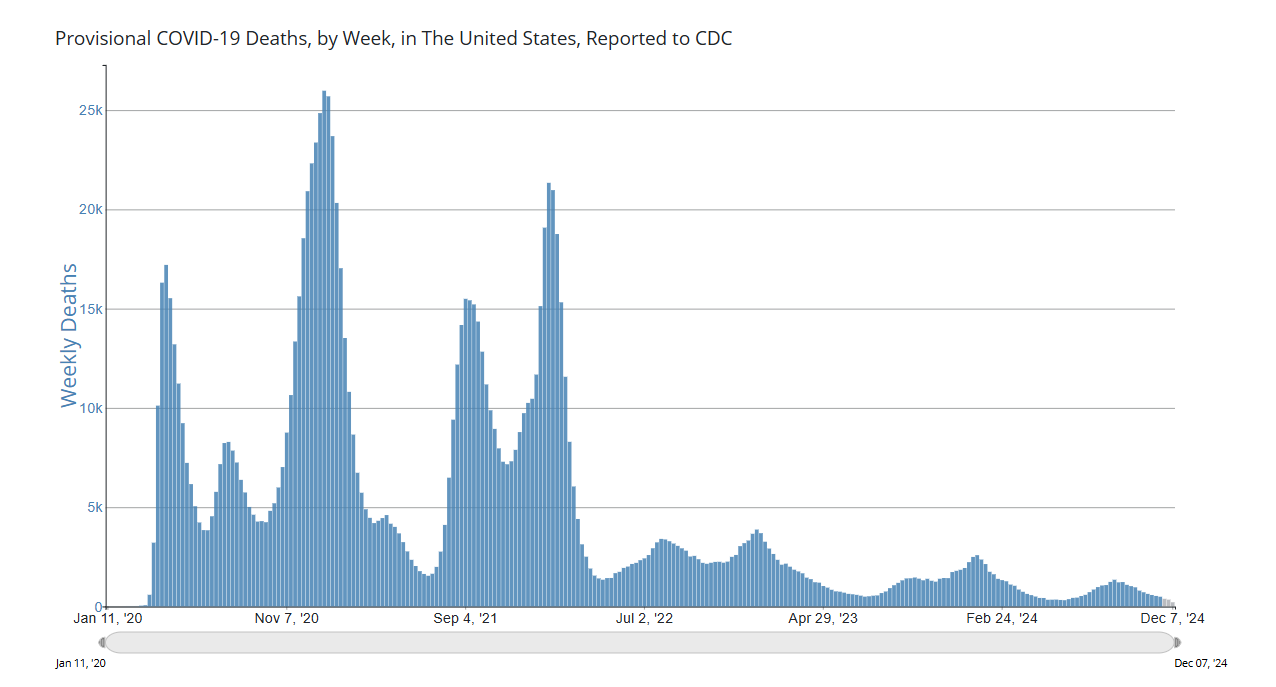 Provisional COVID-19 Deaths, by Week, in The United States, Reported to CDC
Weekly Deaths
25k
20k
15k
10k
5k
0
Jan 11, '20 Nov 7, '20 Sep 4, '21 Jul 2, '22 Apr 29, '23 Feb 24, '24 Dec 7, '24
Jan 11, '20 Dec 07, '24